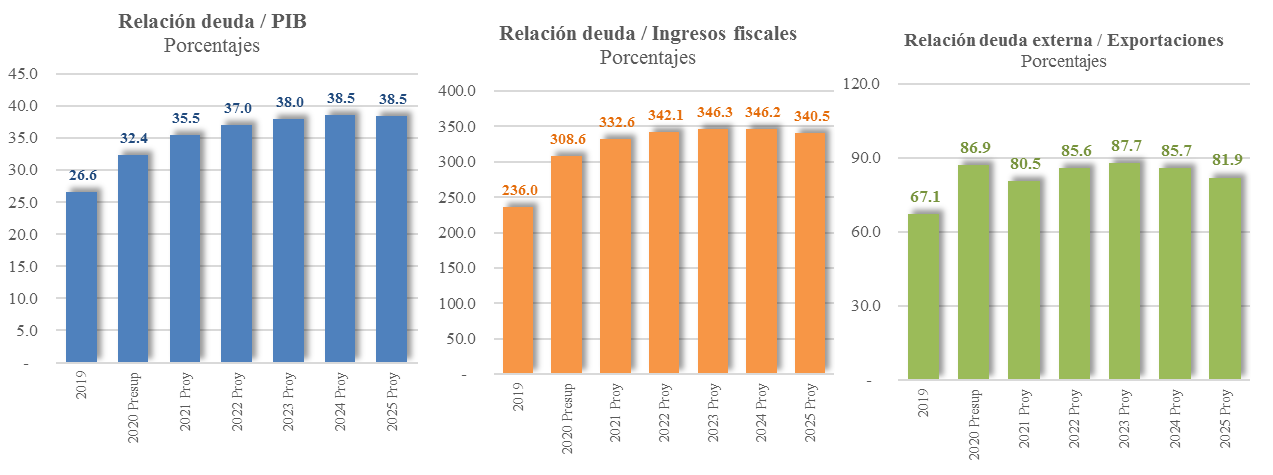 Relación deuda / PIB
Porcentajes
45.0
40.0
35.0
30.0
25.0
20.0
15.0
10.0
5.0
-
26.6
32.4
35.5
37.0
38.0
38.5
38.5
2019
2020 Presup
2021 Proy
2022 Proy
2023 Proy
2024 Proy
2025 Proy
Relación deuda / Ingresos fiscales
Porcentajes
400.0
350.0
300.0
250.0
200.0
150.0
100.0
50.0
-
236.0
308.6
332.6
342.1
346.3
346.2
340.5
2019
2020 Presup
2021 Proy
2022 Proy
2023 Proy
2024 Proy
2025 Proy
Relación deuda externa / Exportaciones
Porcentajes
120.0
90.0
60.0
30.0
-
67.1
86.9
80.5
85.6
87.7
85.7
81.9
2019
2020 Presup
2021 Proy
2022 Proy
2023 Proy
2024 Proy
2025 Proy